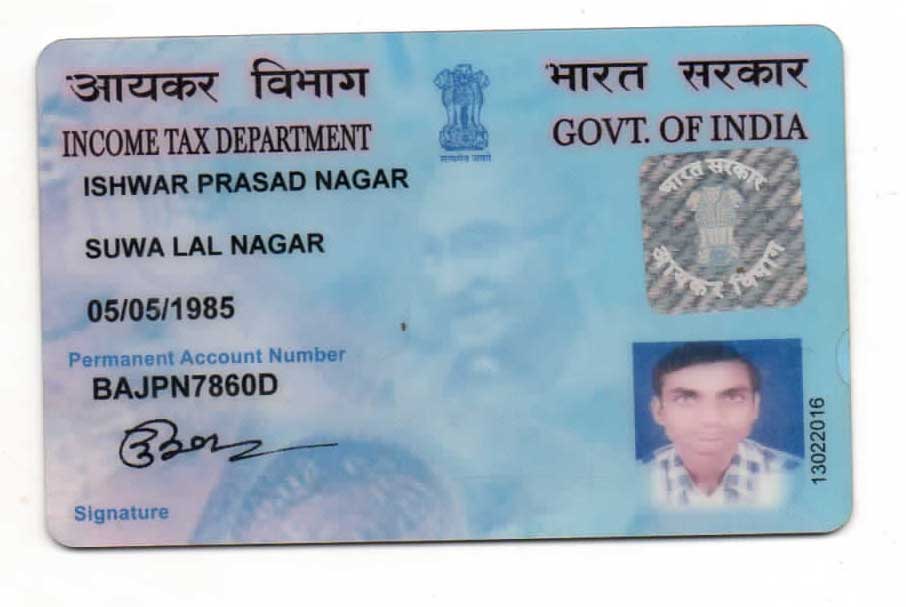 आयकर विभाग
भारत सरकार
INCOME TAX DEPARTMENT
GOVT. OF INDIA
सत्यमेव जयते
ISHWAR PRASAD NAGAR
भारत सरकार
SUWA LAL NAGAR
आयकर विभाग
05/05/1985
Permanent Account Number
BAJPN7860D
13022016
Signature